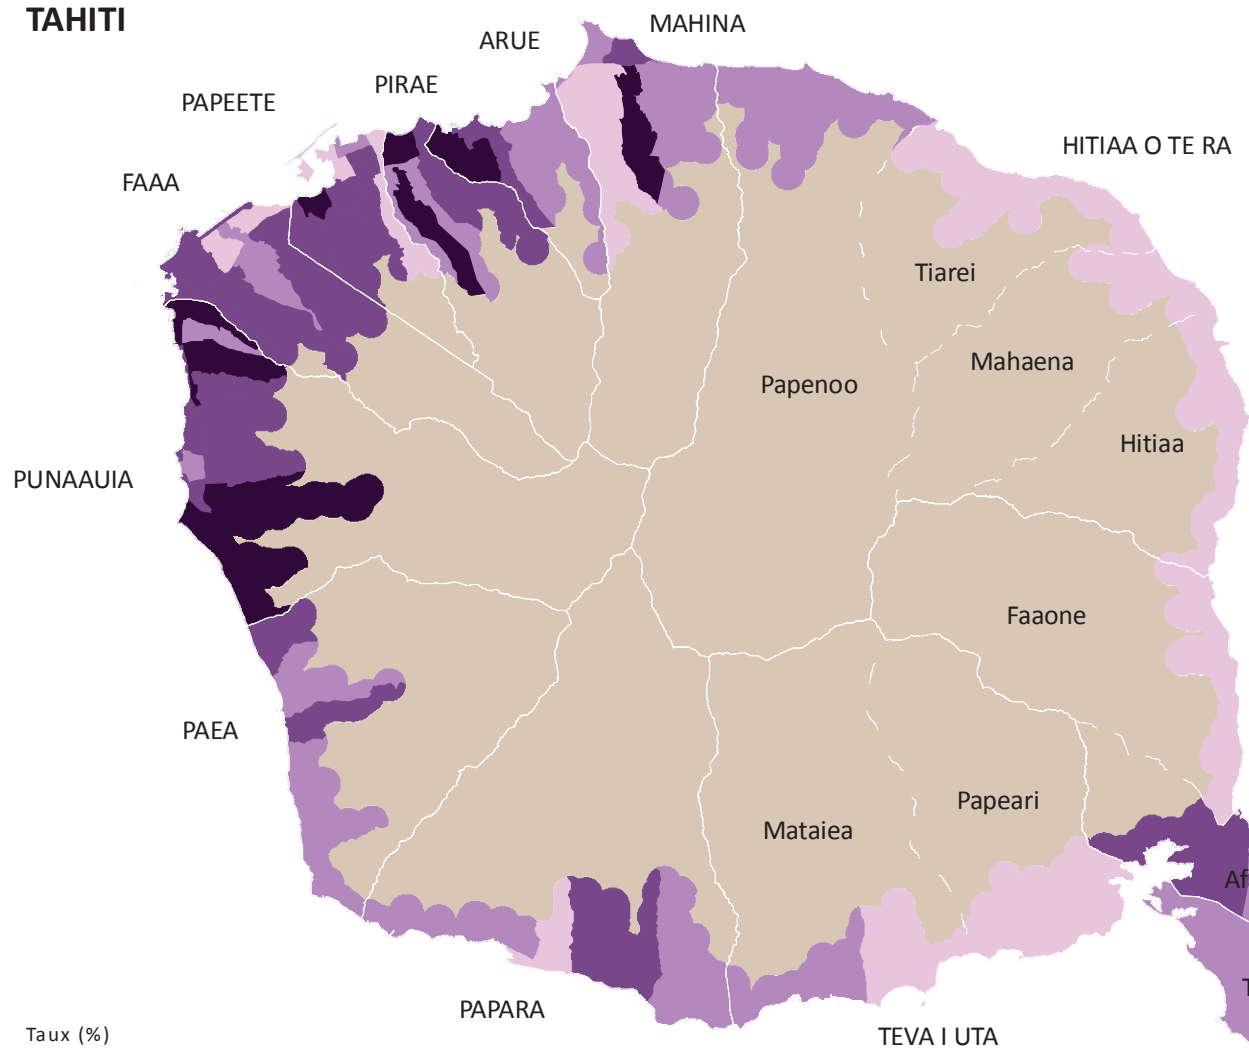 TAHITI
MAHINA
ARUE
PIRAE
PAPEETE
HITIAA O TE RA
FAAA
Tiarei
Mahaena
Papenoo
Hitiaa
PUNAAUIA
Faaone
PAEA
Papeari
Mataiea
Af
PAPARA
T
Taux (%)
TEVA I UTA